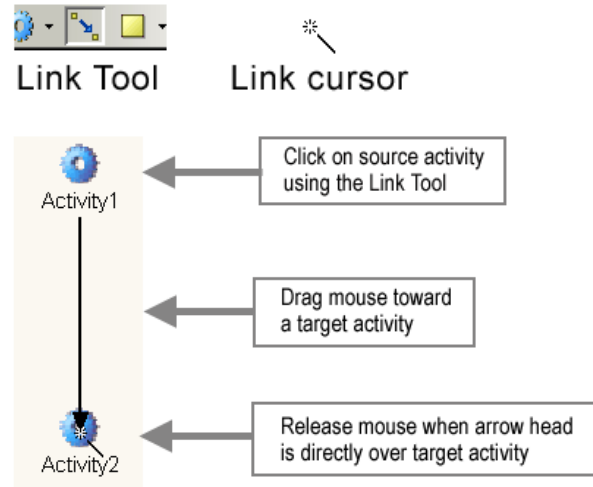 Link Tool
Link cursor
Activity1
Click on source activity
using the Link Tool
Drag mouse toward
a target activity
Activity2
Release mouse when arrow head
is directly over target activity